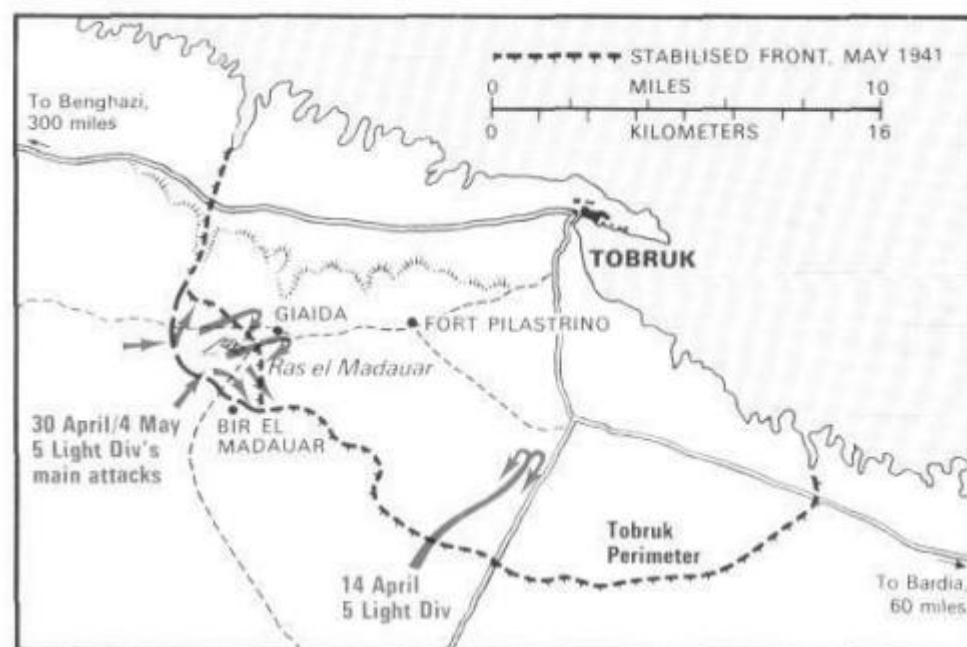 STABILISED FRONT, MAY 1941
MILES
0 10
0 16
KILOMETERS
To Benghazi,
300 miles
TOBRUK
GIAIDA
FORT PILASTRINO
Ras el Madauar
30 April/4 May
5 Light Div's
main attacks
BIR EL
MADAUAR
14 April
5 Light Div
Tobruk
Perimeter
To Bardia,
60 miles